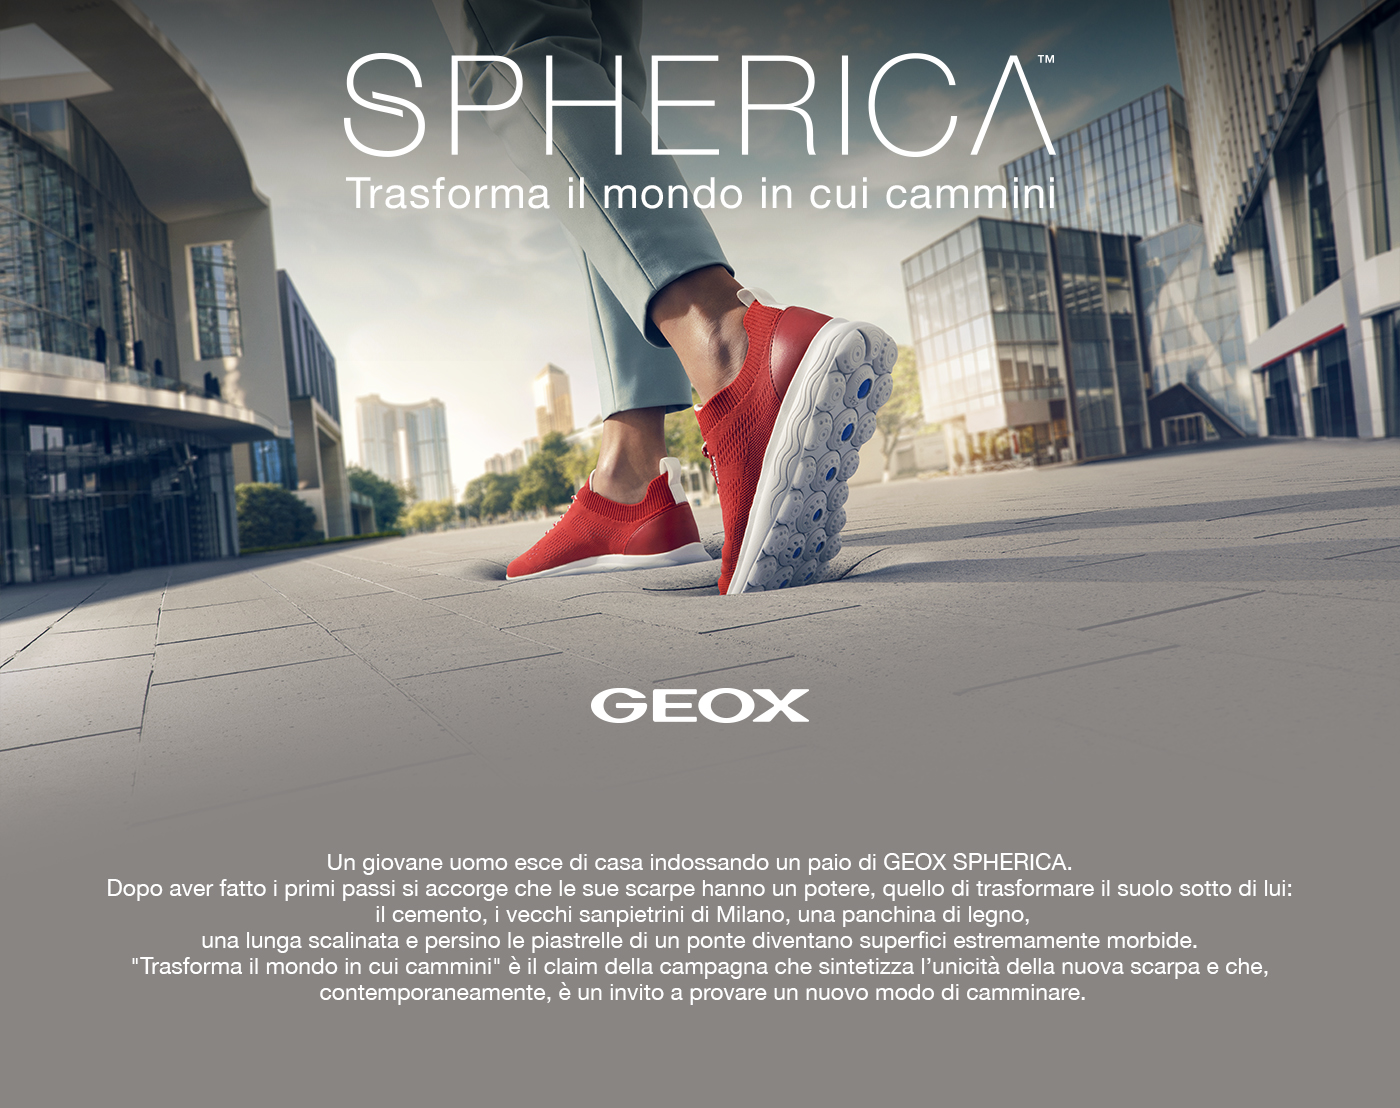 SPHERICA™
Trasforma il mondo in cui cammini
GEOX
Un giovane uomo esce di casa indossando un paio di GEOX SPHERICA.
Dopo aver fatto i primi passi si accorge che le sue scarpe hanno un potere, quello di trasformare il suolo sotto di lui:
il cemento, i vecchi sanpietrini di Milano, una panchina di legno,
una lunga scalinata e persino le piastrelle di un ponte diventano superfici estremamente morbide.
"Trasforma il mondo in cui cammini" è il claim della campagna che sintetizza l’unicità della nuova scarpa e che,
contemporaneamente, è un invito a provare un nuovo modo di camminare.